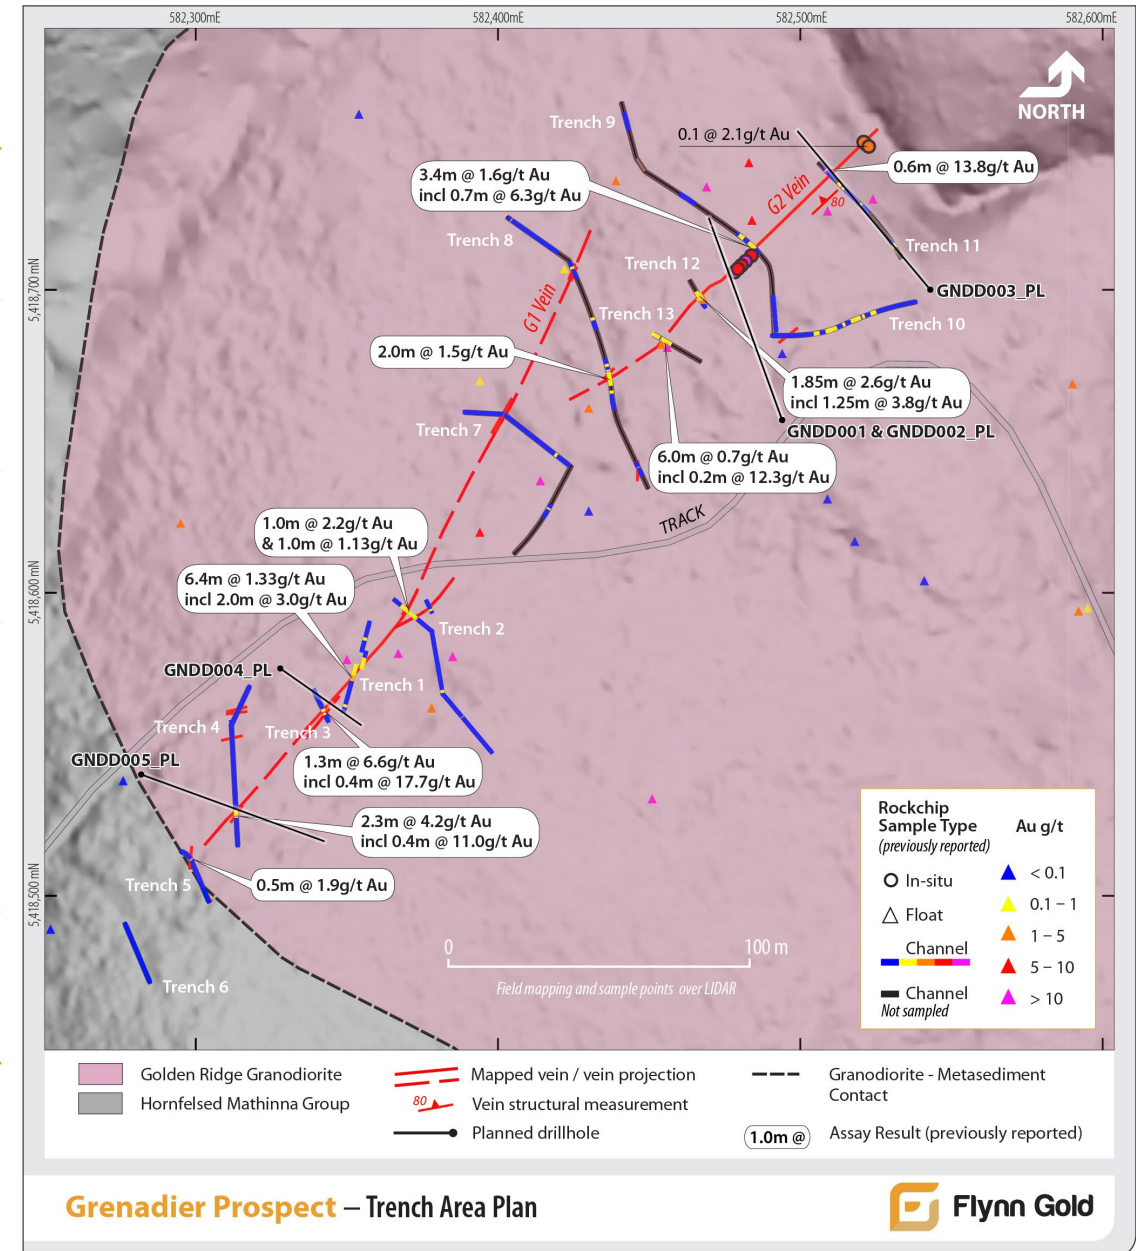 582,300mE
582,400mE
582,500mE
582,600mE
5,418,700 mN
5,418,600 mN
5,418,500 mN
NORTH
Trench 9
0.1 @ 2.1g/t Au
0.6m @ 13.8g/t Au
3.4m @ 1.6g/t Au
incl 0.7m @ 6.3g/t Au
G2 Vein
80
Trench 8
Trench 11
Trench 12
GNDD003_PL
G1 Vein
Trench 13
Trench 10
2.0m @ 1.5g/t Au
1.85m @ 2.6g/t Au
incl 1.25m @ 3.8g/t Au
Trench 7
GNDD001 & GNDD002_PL
6.0m @ 0.7g/t Au
incl 0.2m @ 12.3g/t Au
TRACK
1.0m @ 2.2g/t Au
& 1.0m @ 1.13g/t Au
6.4m @ 1.33g/t Au
incl 2.0m @ 3.0g/t Au
Trench 2
GNDD004_PL
Trench 1
Trench 4
Trench 3
GNDD005_PL
1.3m @ 6.6g/t Au
incl 0.4m @ 17.7g/t Au
2.3m @ 4.2g/t Au
incl 0.4m @ 11.0g/t Au
Trench 5
0.5m @ 1.9g/t Au
Trench 6
0
100 m
Field mapping and sample points over LIDAR
Rockchip
Sample Type
(previously reported)
Au g/t
In-situ
Float
Channel
Channel
Not sampled
< 0.1
0.1 – 1
1 – 5
5 – 10
> 10
Golden Ridge Granodiorite
Hornfelsed Mathinna Group
Mapped vein / vein projection
80
Vein structural measurement
Planned drillhole
Granodiorite - Metasediment
Contact
1.0m @
Assay Result (previously reported)
Grenadier Prospect – Trench Area Plan
Flynn Gold